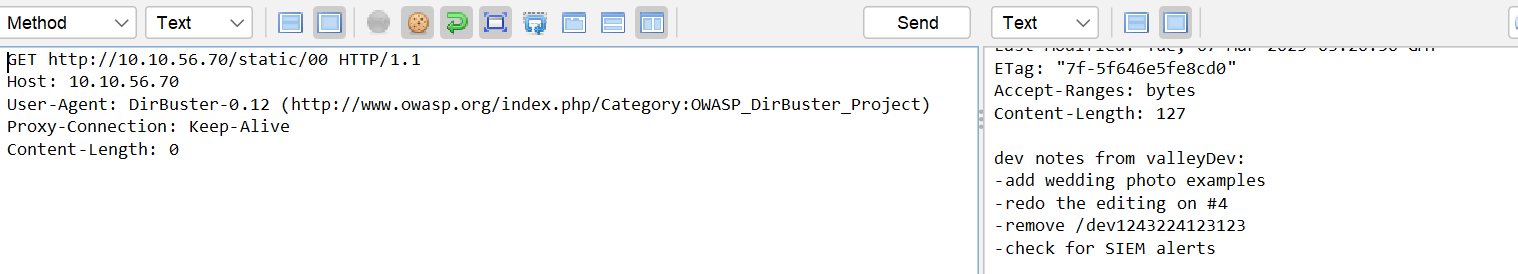 Method
Text
Send
Text
GET http://10.10.56.70/static/00 HTTP/1.1
Host: 10.10.56.70
User-Agent: DirBuster-0.12 (http://www.owasp.org/index.php/Category:OWASP_DirBuster_Project)
Proxy-Connection: Keep-Alive
Content-Length: 0
ETag: "7f-5f646e5fe8cd0"
Accept-Ranges: bytes
Content-Length: 127
dev notes from valleyDev:
-add wedding photo examples
-redo the editing on #4
-remove /dev1243224123123
-check for SIEM alerts